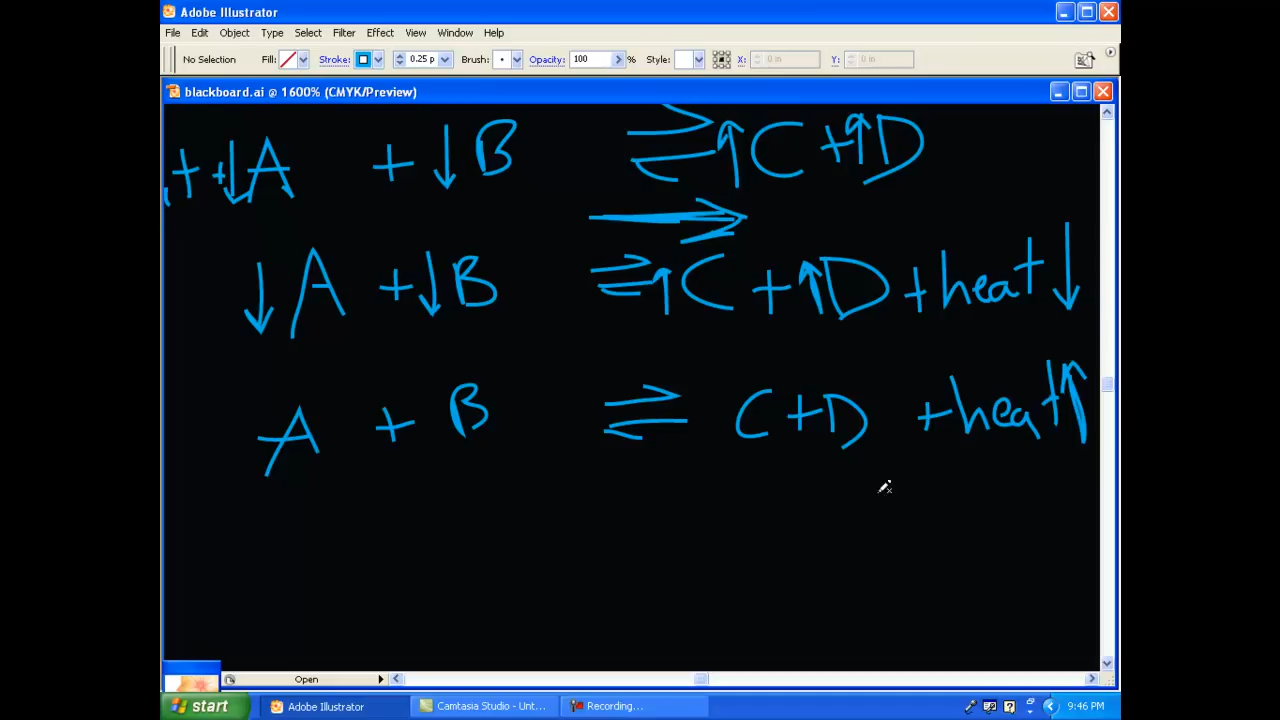 Adobe Illustrator
File Edit Object Type Select Filter Effect View Window Help
No Selection Fill: Stroke: 0.25 p Brush: Opacity: 100 % Style: X: 0 m Y: 0 m
blackboard.ai @ 1600% (CMYK/Preview)
+ ↓A + ↓B ⇌ ↑C + ↑D
→
↓A + ↓B ⇌ ↑C + ↑D + heat ↓
A + B ⇌ C + D + heat ↑
Open
start Adobe Illustrator Camtasia Studio - Unt... Recording... 9:46 PM